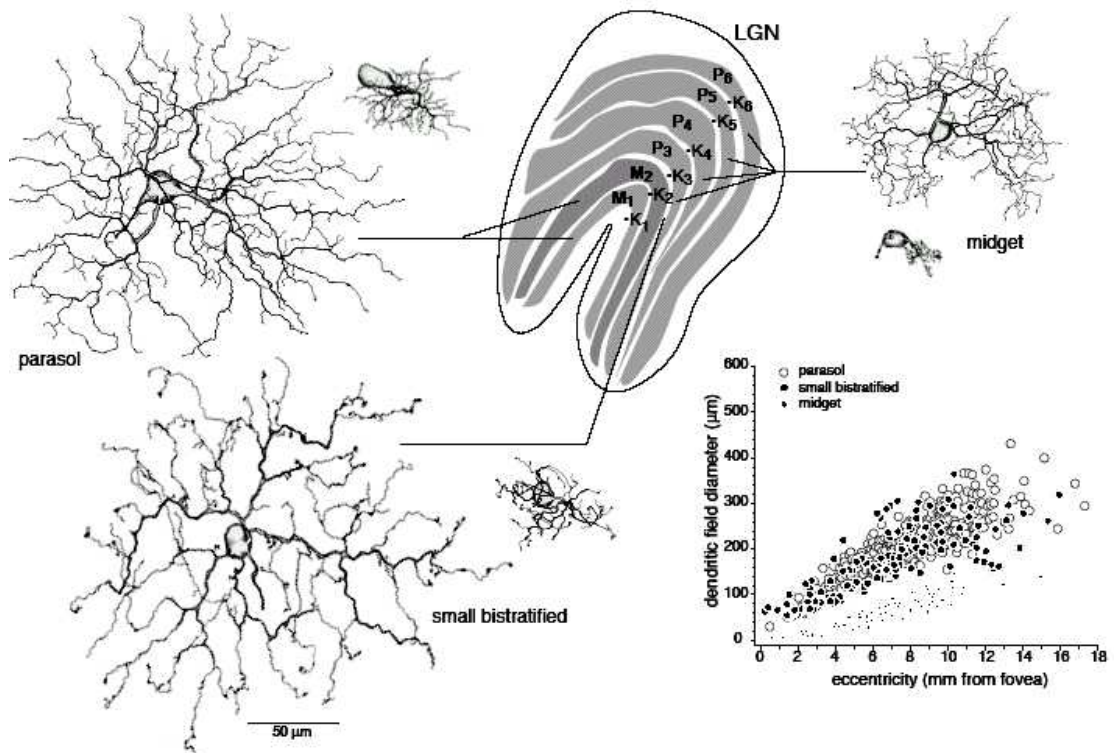 LGN
P6
P5
K6
P4
K5
P3
K4
M2
K3
M1
K2
K1
midget
parasol
small bistratified
50 µm
600
500
400
300
200
100
0
dendritic field diameter (µm)
parasol
small bistratified
midget
0 2 4 6 8 10 12 14 16 18
eccentricity (mm from fovea)